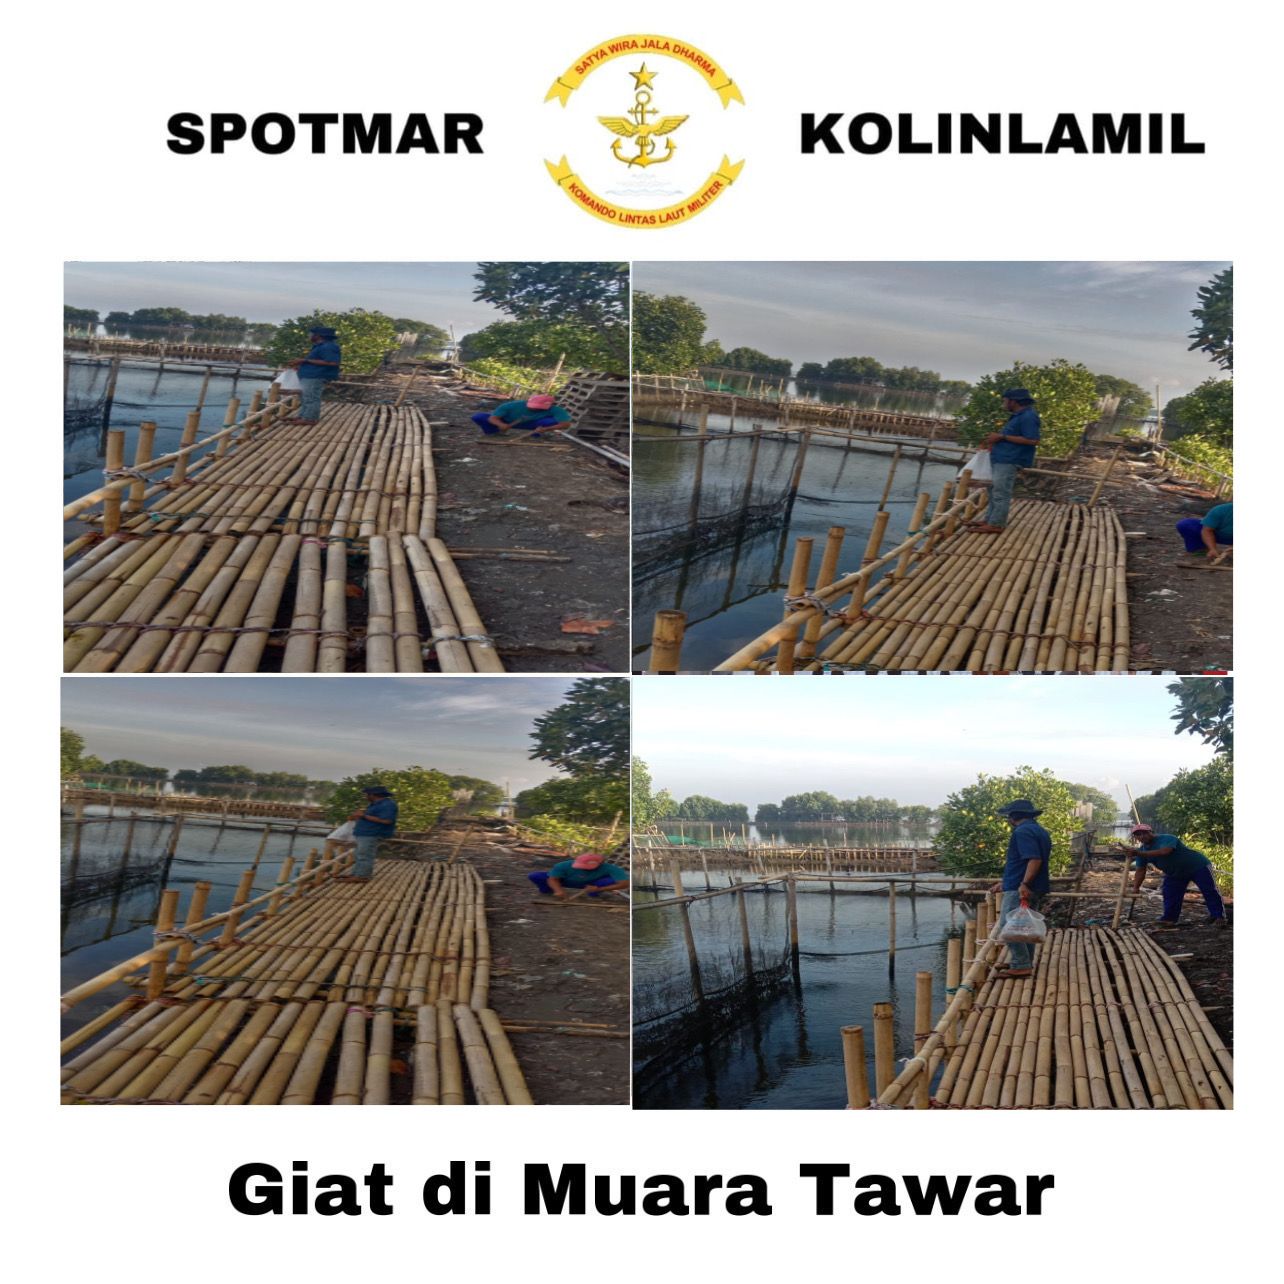 SPOTMAR
SATYA WIRA JALA DHARMA
KOMANDO LINTAS LAUT MILITER
KOLINLAMIL
Giat di Muara Tawar